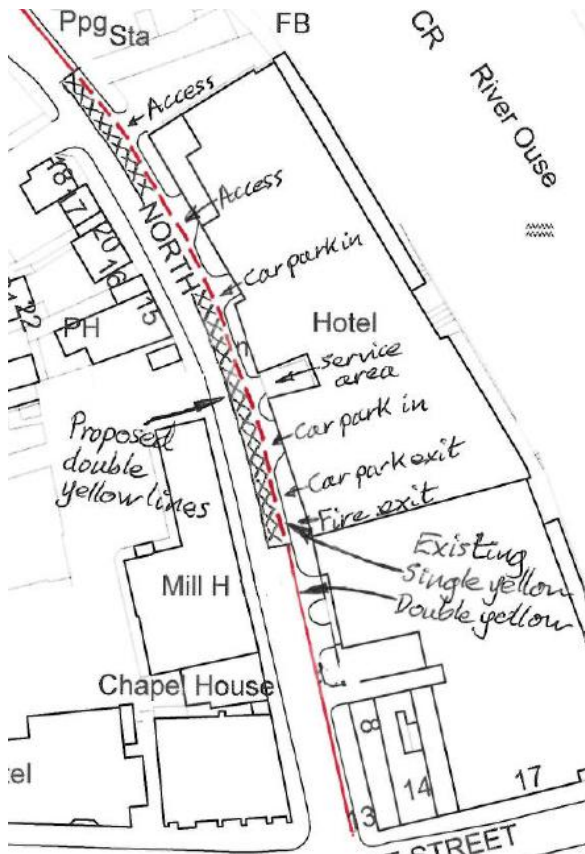 Ppg
Sta
FB
CR
River Ouse
Access
Access
Car park in
NORTH
18
17
20
16
15
22
PH
Hotel
service
area
Proposed
double
yellow lines
Car park in
Car park exit
Fire exit
Existing
Single yellow
Double yellow
Mill H
Chapel House
tel
8
14
13
17
STREET